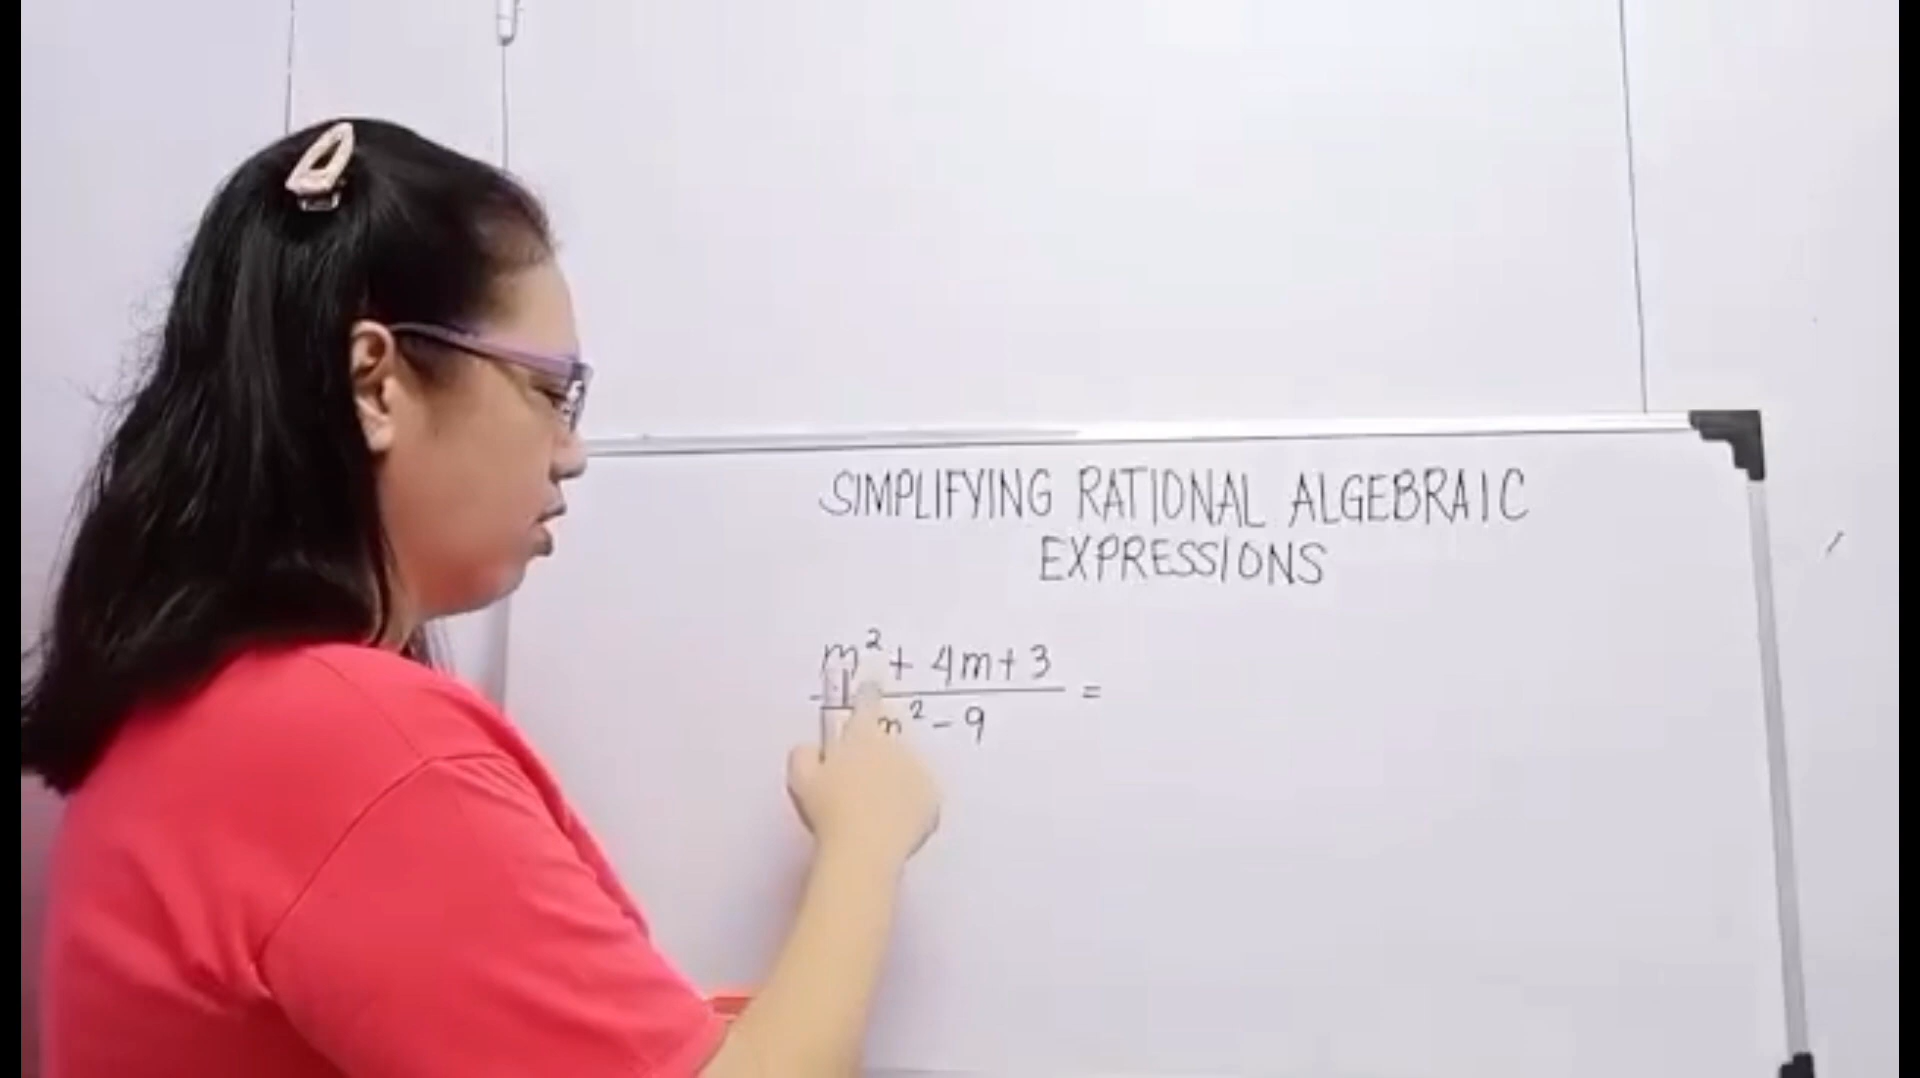 SIMPLIFYING RATIONAL ALGEBRAIC
EXPRESSIONS
m² + 4m + 3 =
m² - 9